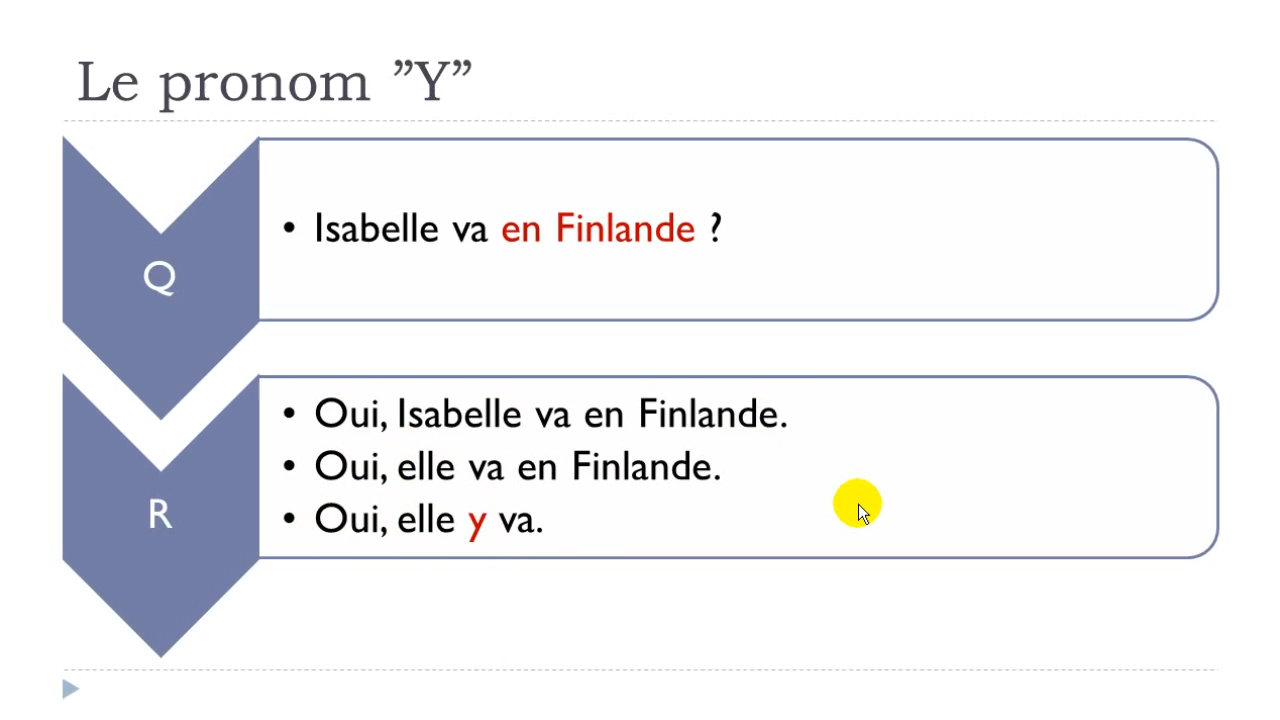 Le pronom ”Y”
Q
• Isabelle va en Finlande ?
R
• Oui, Isabelle va en Finlande.
• Oui, elle va en Finlande.
• Oui, elle y va.